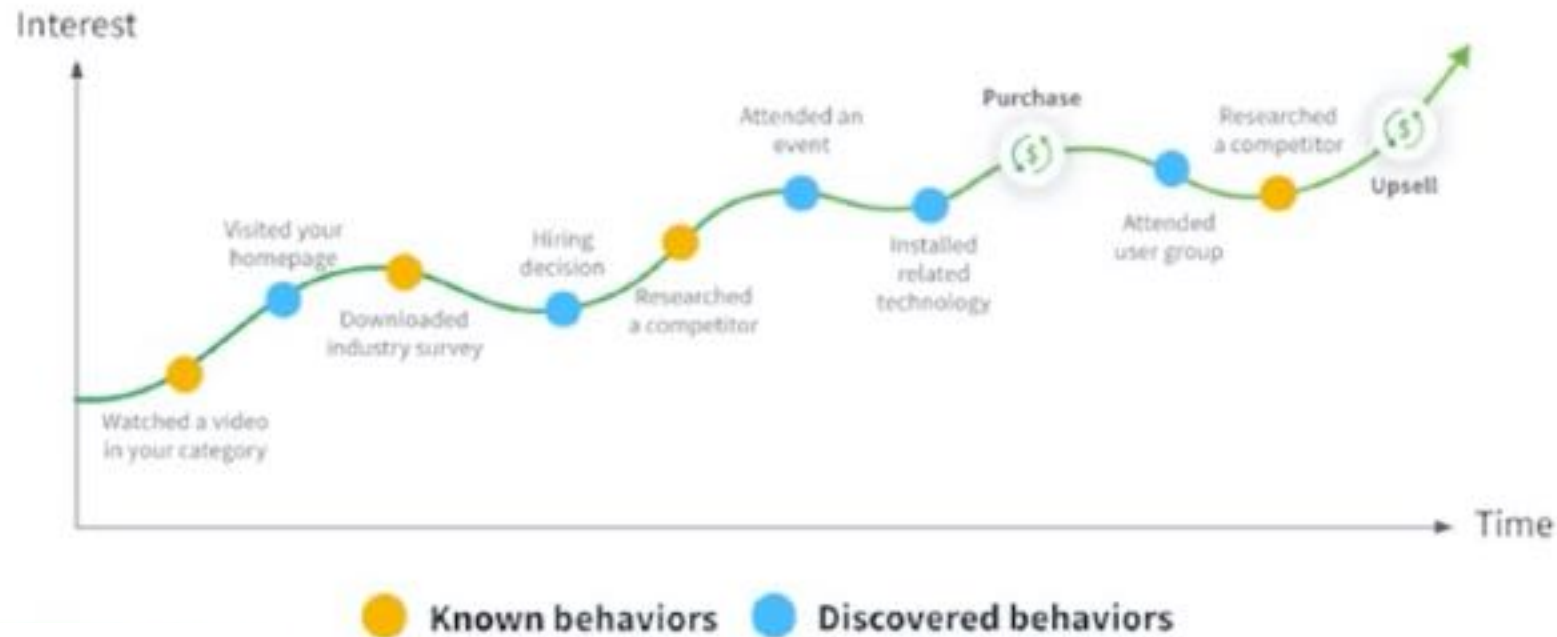 Interest
Purchase
Attended an
event
Researched
a competitor
Upsell
Visited your
homepage
Hiring
decision
Installed
related
technology
Attended
user group
Downloaded
industry survey
Researched
a competitor
Watched a video
in your category
Time
Known behaviors
Discovered behaviors